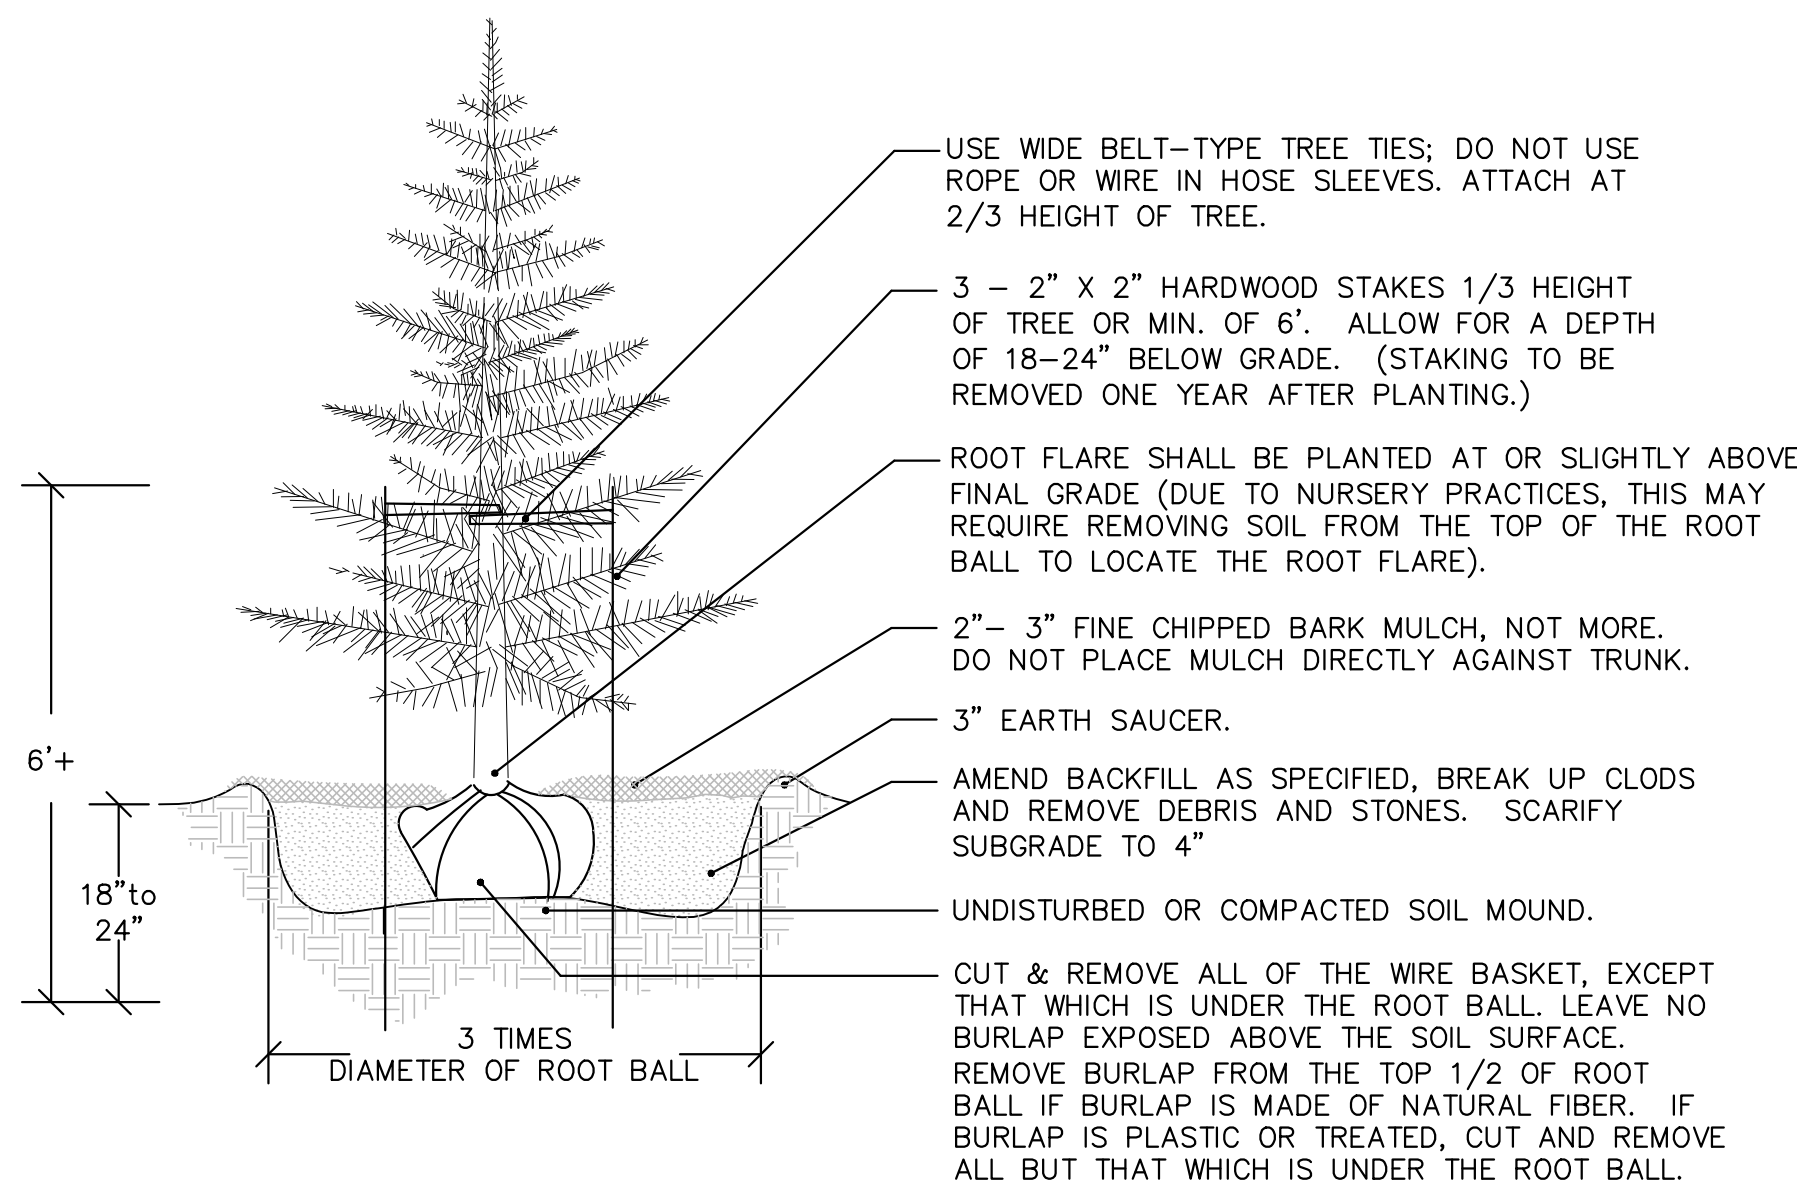 USE WIDE BELT-TYPE TREE TIES; DO NOT USE
ROPE OR WIRE IN HOSE SLEEVES. ATTACH AT
2/3 HEIGHT OF TREE.
3 - 2" X 2" HARDWOOD STAKES 1/3 HEIGHT
OF TREE OR MIN. OF 6'. ALLOW FOR A DEPTH
OF 18-24" BELOW GRADE. (STAKING TO BE
REMOVED ONE YEAR AFTER PLANTING.)
ROOT FLARE SHALL BE PLANTED AT OR SLIGHTLY ABOVE
FINAL GRADE (DUE TO NURSERY PRACTICES, THIS MAY
REQUIRE REMOVING SOIL FROM THE TOP OF THE ROOT
BALL TO LOCATE THE ROOT FLARE).
2"- 3" FINE CHIPPED BARK MULCH, NOT MORE.
DO NOT PLACE MULCH DIRECTLY AGAINST TRUNK.
3" EARTH SAUCER.
AMEND BACKFILL AS SPECIFIED, BREAK UP CLODS
AND REMOVE DEBRIS AND STONES. SCARIFY
SUBGRADE TO 4"
UNDISTURBED OR COMPACTED SOIL MOUND.
CUT & REMOVE ALL OF THE WIRE BASKET, EXCEPT
THAT WHICH IS UNDER THE ROOT BALL. LEAVE NO
BURLAP EXPOSED ABOVE THE SOIL SURFACE.
REMOVE BURLAP FROM THE TOP 1/2 OF ROOT
BALL IF BURLAP IS MADE OF NATURAL FIBER. IF
BURLAP IS PLASTIC OR TREATED, CUT AND REMOVE
ALL BUT THAT WHICH IS UNDER THE ROOT BALL.
6'+
18"to
24"
3 TIMES
DIAMETER OF ROOT BALL